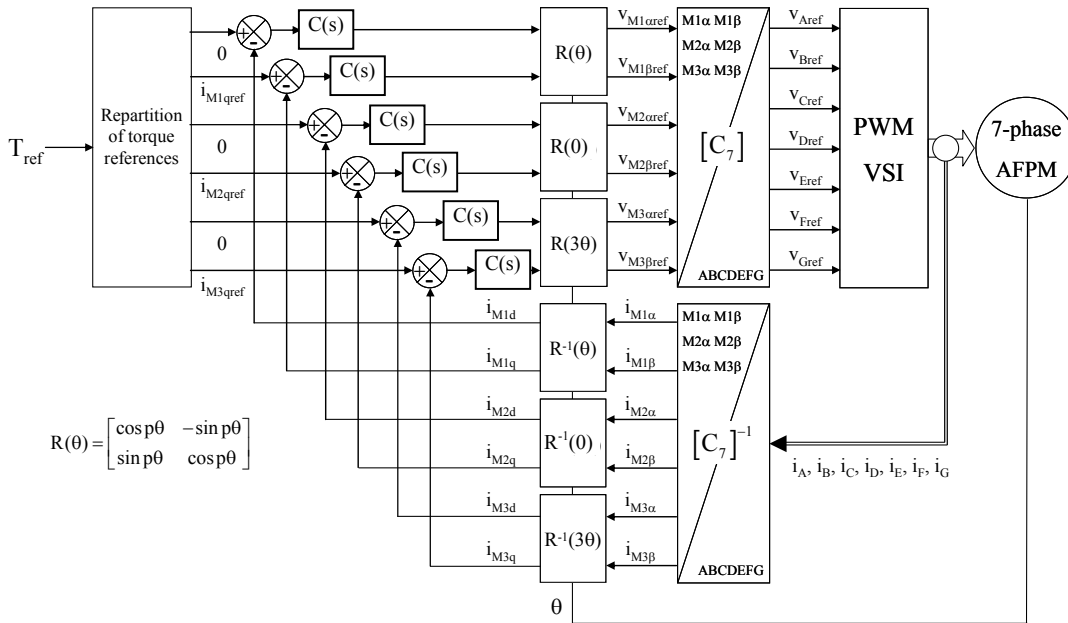 T_ref
Repartition
of torque
references
0
i_M1qref
0
i_M2qref
0
i_M3qref
+
-
+
-
+
-
+
-
+
-
+
-
C(s)
C(s)
C(s)
C(s)
C(s)
C(s)
R(θ)
R(0)
R(3θ)
v_M1αref
v_M1βref
v_M2αref
v_M2βref
v_M3αref
v_M3βref
M1α M1β
M2α M2β
M3α M3β
[C_7]
ABCDEFG
v_Aref
v_Bref
v_Cref
v_Dref
v_Eref
v_Fref
v_Gref
PWM
VSI
7-phase
AFPM
i_M1d
i_M1q
i_M2d
i_M2q
i_M3d
i_M3q
R^-1(θ)
R^-1(0)
R^-1(3θ)
i_M1α
i_M1β
i_M2α
i_M2β
i_M3α
i_M3β
M1α M1β
M2α M2β
M3α M3β
[C_7]^-1
ABCDEFG
i_A, i_B, i_C, i_D, i_E, i_F, i_G
R(θ) = [cos pθ -sin pθ
sin pθ cos pθ]
θ